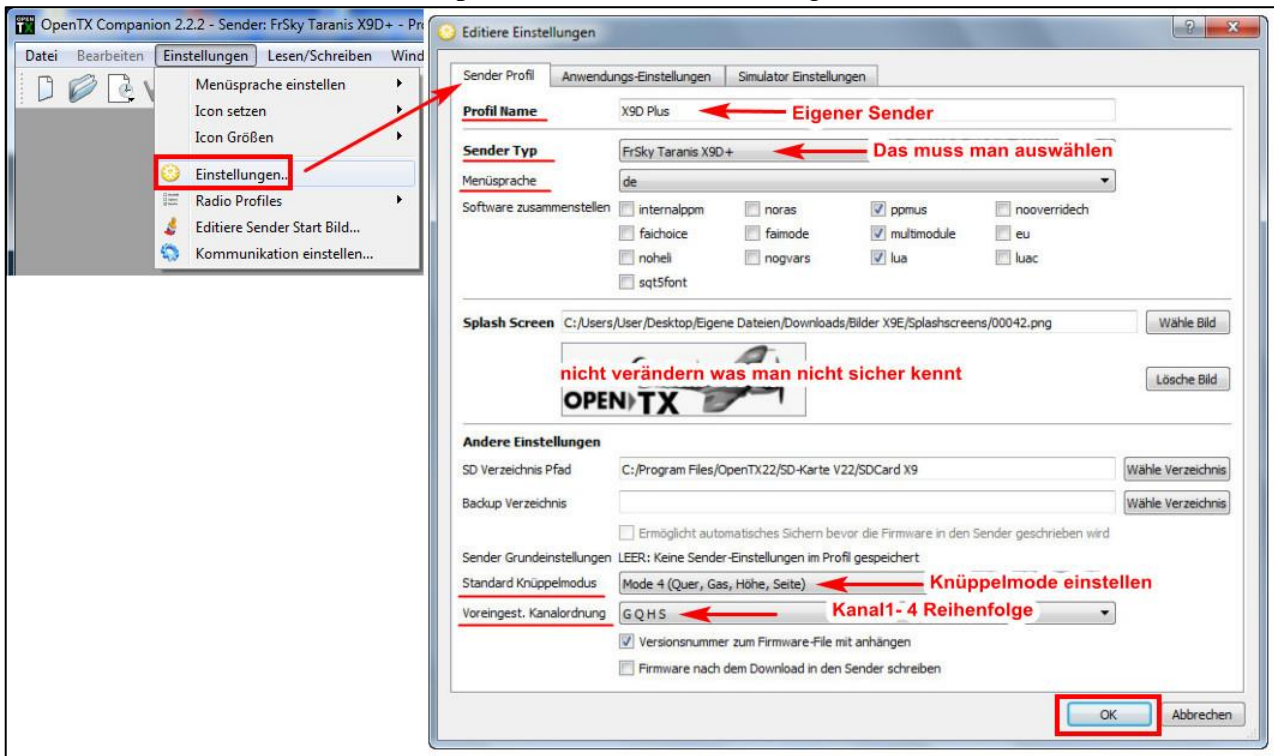 OpenTX Companion 2.2.2 - Sender: FrSky Taranis X9D+ -
Datei Bearbeiten Einstellungen Lesen/Schreiben Wind
Menüsprache einstellen
Icon setzen
Icon Größen
Einstellungen...
Radio Profiles
Editiere Sender Start Bild...
Kommunikation einstellen...
Editiere Einstellungen
Sender Profil Anwendungs-Einstellungen Simulator Einstellungen
Profil Name X9D Plus Eigener Sender
Sender Typ FrSky Taranis X9D+ Das muss man auswählen
Menüsprache de
Software zusammenstellen internalppm noras ppmus nooverridech
faichoice faimode multimodule eu
noheli nogvars lua luac
sqt5font
Splash Screen C:/Users/User/Desktop/Eigene Dateien/Downloads/Bilder X9E/Splashscreens/00042.png Wähle Bild
nicht verändern was man nicht sicher kennt
Lösche Bild
OPEN TX
Andere Einstellungen
SD Verzeichnis Pfad C:/Program Files/OpenTX22/SD-Karte V22/SDCard X9 Wähle Verzeichnis
Backup Verzeichnis Wähle Verzeichnis
Ermöglicht automatisches Sichern bevor die Firmware in den Sender geschrieben wird
Sender Grundeinstellungen LEER: Keine Sender-Einstellungen im Profil gespeichert
Standard Knüppelmodus Mode 4 (Quer, Gas, Höhe, Seite) Knüppelmode einstellen
Voreingest. Kanalordnung G Q H S Kanal1- 4 Reihenfolge
Versionsnummer zum Firmware-File mit anhängen
Firmware nach dem Download in den Sender schreiben
OK Abbrechen